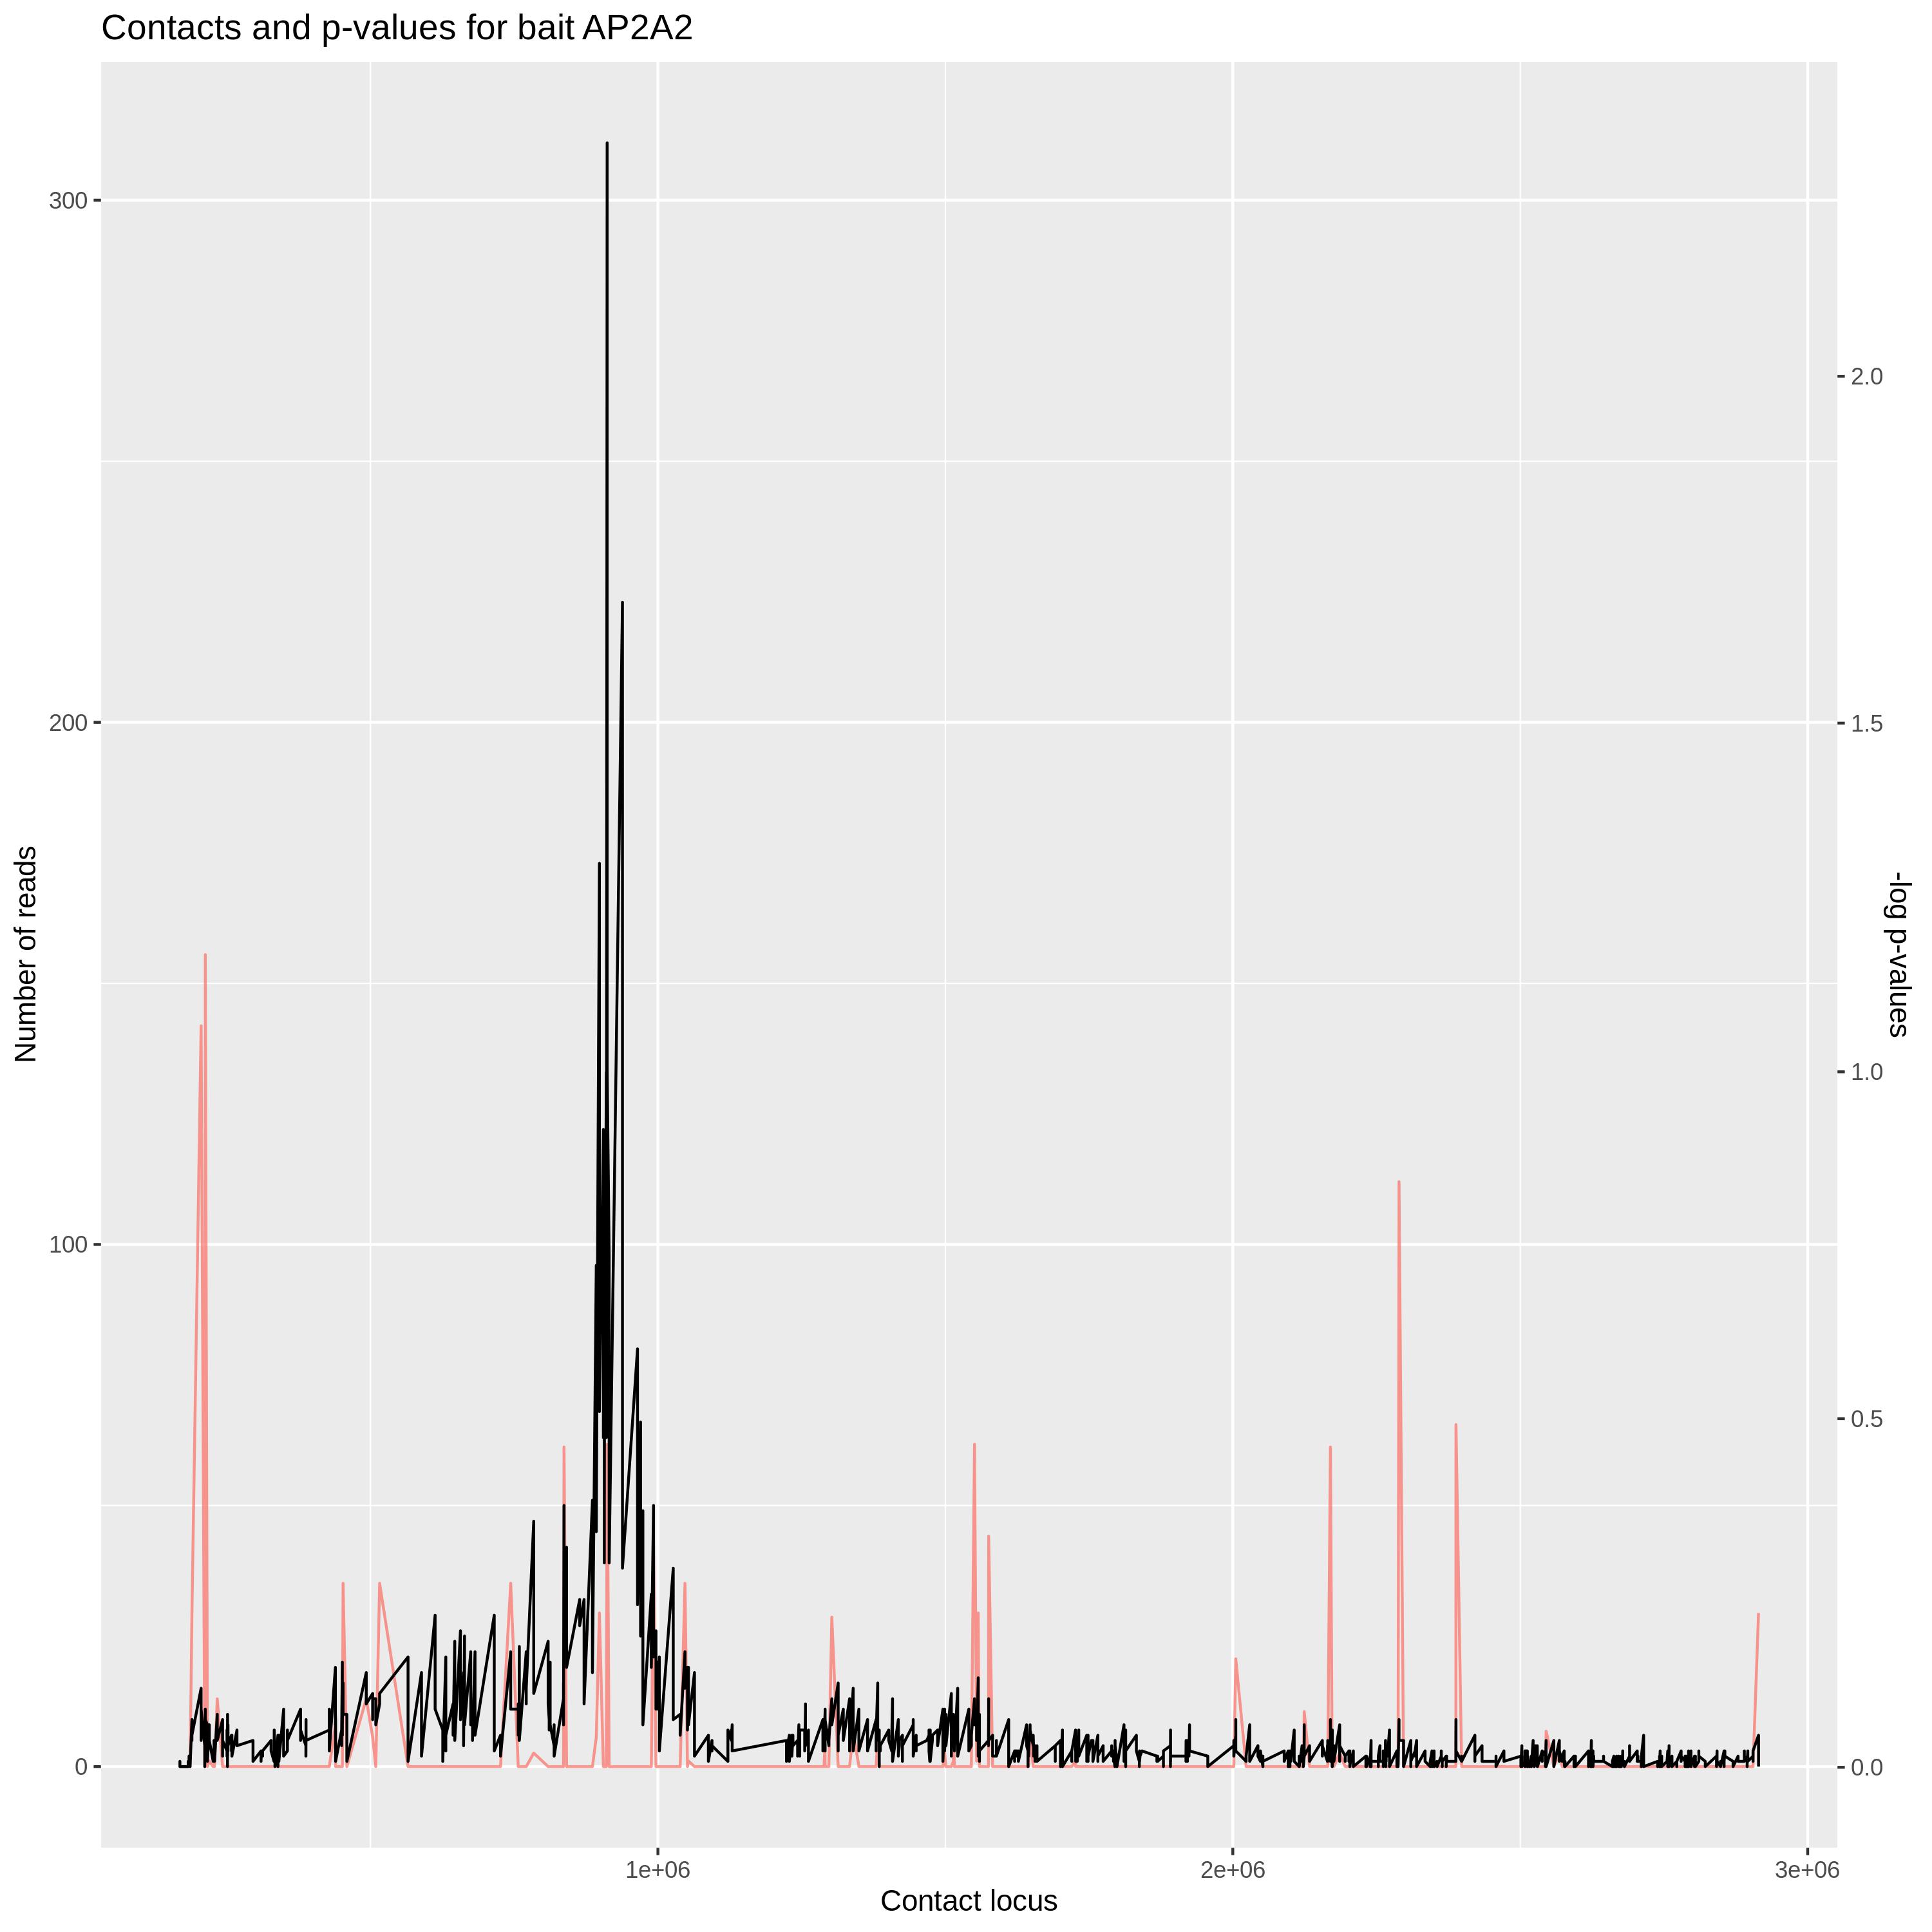 Contacts and p-values for bait AP2A2
300
200
100
0
Number of reads
2.0
1.5
1.0
0.5
0.0
-log p-values
1e+06
2e+06
3e+06
Contact locus